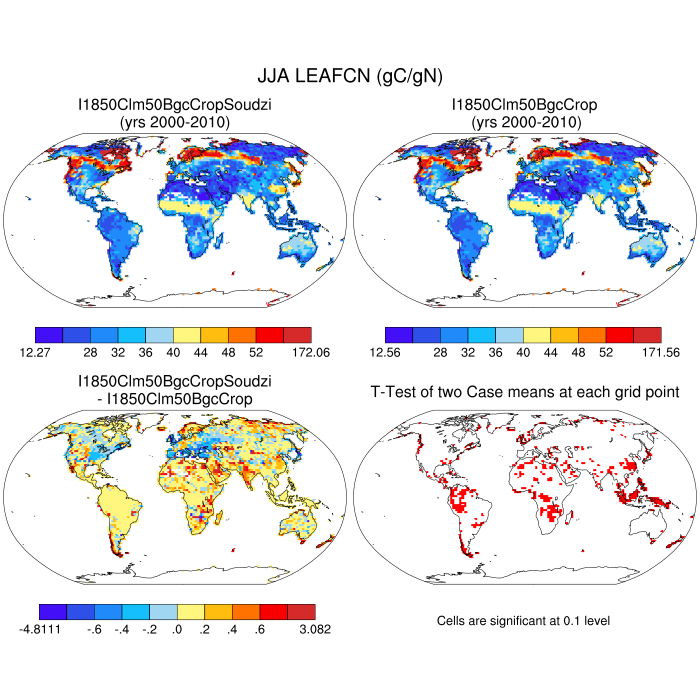 JJA LEAFCN (gC/gN)
I1850Clm50BgcCropSoudzi
(yrs 2000-2010)
I1850Clm50BgcCrop
(yrs 2000-2010)
12.27 28 32 36 40 44 48 52 172.06
12.56 28 32 36 40 44 48 52 171.56
I1850Clm50BgcCropSoudzi
- I1850Clm50BgcCrop
T-Test of two Case means at each grid point
-4.8111 -.6 -.4 -.2 .0 .2 .4 .6 3.082
Cells are significant at 0.1 level